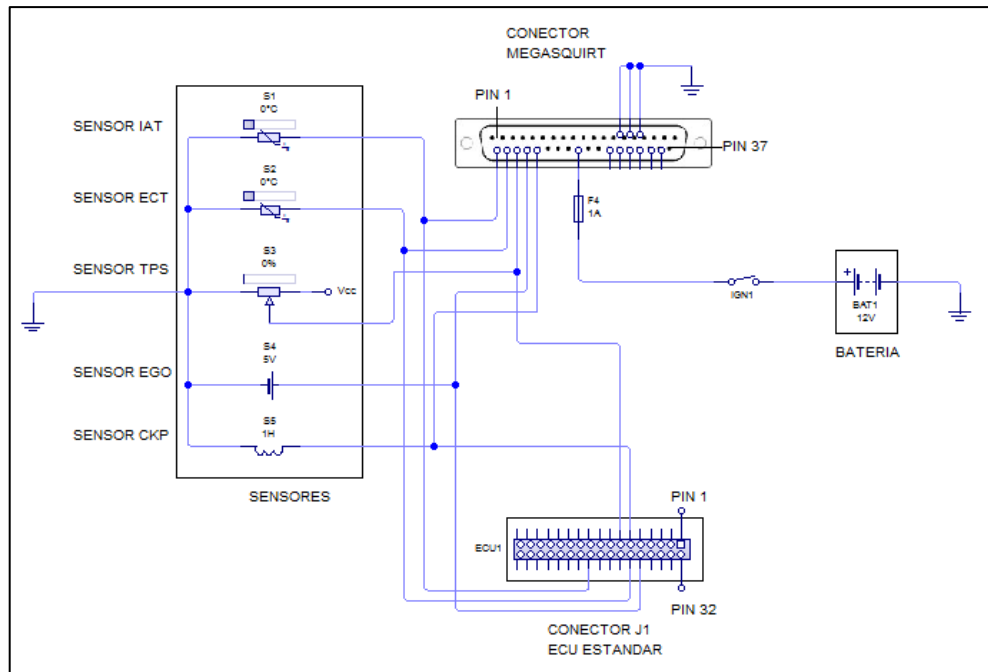 CONECTOR
MEGASQUIRT
PIN 1
PIN 37
S1
0°C
SENSOR IAT
S2
0°C
SENSOR ECT
F4
1A
S3
0%
SENSOR TPS
Vcc
IGN1
+
BAT1
12V
BATERIA
S4
5V
SENSOR EGO
S5
1H
SENSOR CKP
SENSORES
PIN 1
ECU1
PIN 32
CONECTOR J1
ECU ESTANDAR